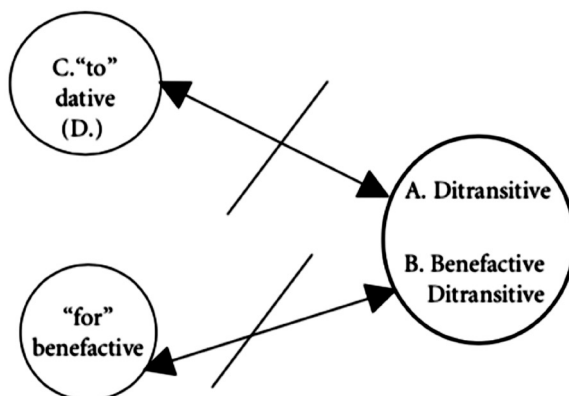 C.“to”
dative
(D.)
A. Ditransitive
B. Benefactive
Ditransitive
“for”
benefactive